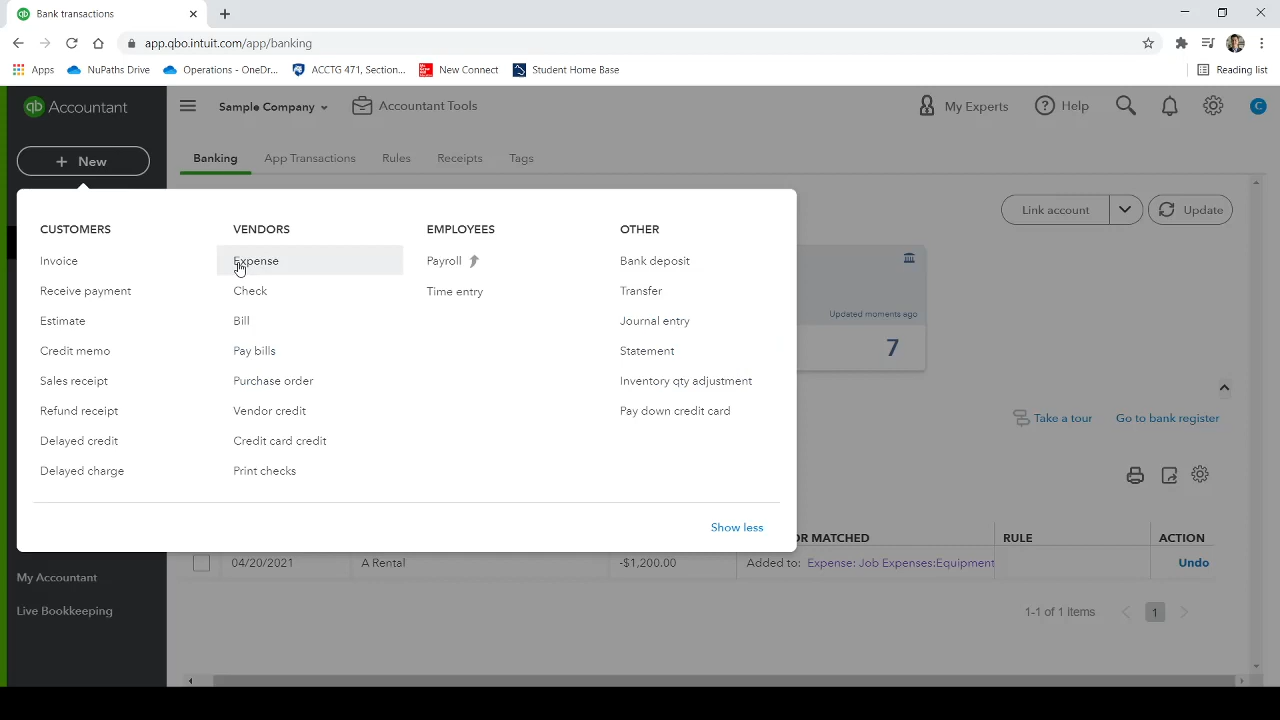 Bank transactions
app.qbo.intuit.com/app/banking
Apps NuPaths Drive Operations - OneDr... ACCTG 471, Section... New Connect Student Home Base Reading list
qb Accountant Sample Company Accountant Tools My Experts Help C
+ New
Banking App Transactions Rules Receipts Tags
Link account Update
CUSTOMERS VENDORS EMPLOYEES OTHER
Invoice Expense Payroll Bank deposit
Receive payment Check Time entry Transfer
Estimate Bill Journal entry
Credit memo Pay bills Statement
Sales receipt Purchase order Inventory qty adjustment
Refund receipt Vendor credit Pay down credit card
Delayed credit Credit card credit
Delayed charge Print checks
Show less
Updated moments ago
7
Take a tour Go to bank register
OR MATCHED RULE ACTION
04/20/2021 A Rental -$1,200.00 Added to: Expense: Job Expenses:Equipment Undo
My Accountant
Live Bookkeeping
1-1 of 1 items 1